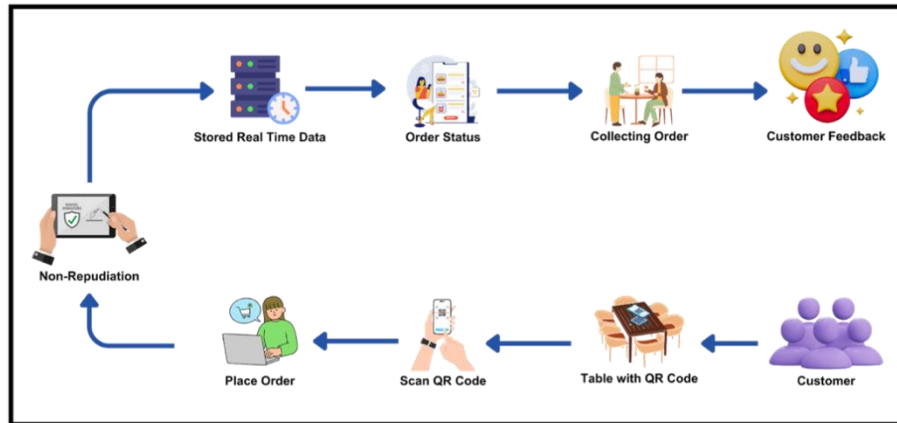 Stored Real Time Data
Order Status
Collecting Order
Customer Feedback
Non-Repudiation
Place Order
Scan QR Code
Table with QR Code
Customer